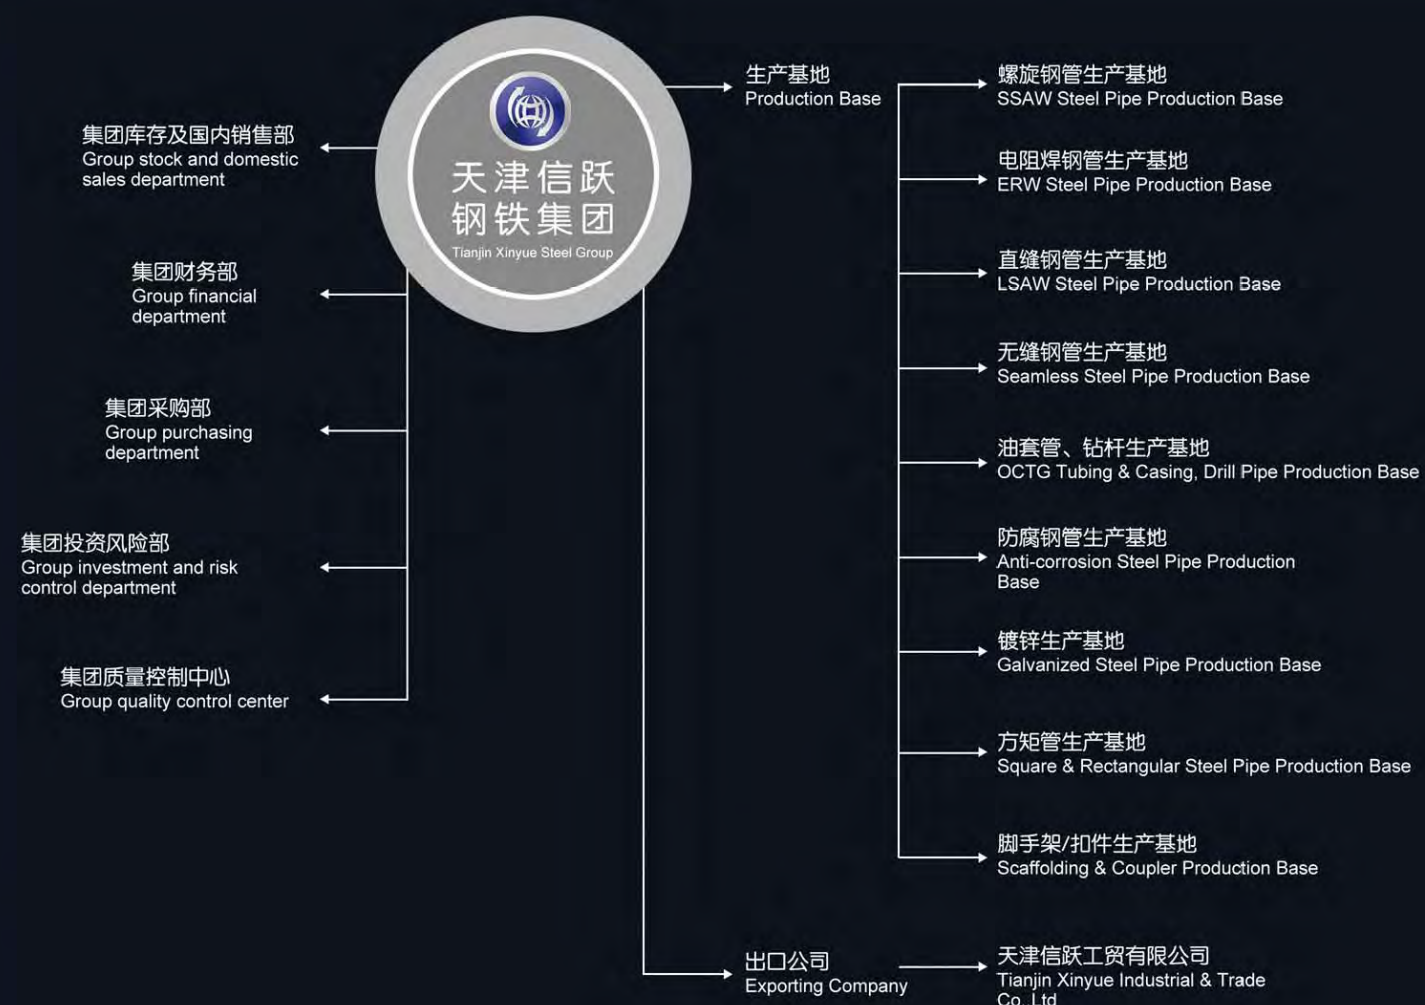 天津信跃
钢铁集团
Tianjin Xinyue Steel Group
集团库存及国内销售部
Group stock and domestic
sales department
集团财务部
Group financial
department
集团采购部
Group purchasing
department
集团投资风险部
Group investment and risk
control department
集团质量控制中心
Group quality control center
生产基地
Production Base
螺旋钢管生产基地
SSAW Steel Pipe Production Base
电阻焊钢管生产基地
ERW Steel Pipe Production Base
直缝钢管生产基地
LSAW Steel Pipe Production Base
无缝钢管生产基地
Seamless Steel Pipe Production Base
油套管、钻杆生产基地
OCTG Tubing & Casing, Drill Pipe Production Base
防腐钢管生产基地
Anti-corrosion Steel Pipe Production
Base
镀锌生产基地
Galvanized Steel Pipe Production Base
方矩管生产基地
Square & Rectangular Steel Pipe Production Base
脚手架/扣件生产基地
Scaffolding & Coupler Production Base
出口公司
Exporting Company
天津信跃工贸有限公司
Tianjin Xinyue Industrial & Trade
Co. Ltd